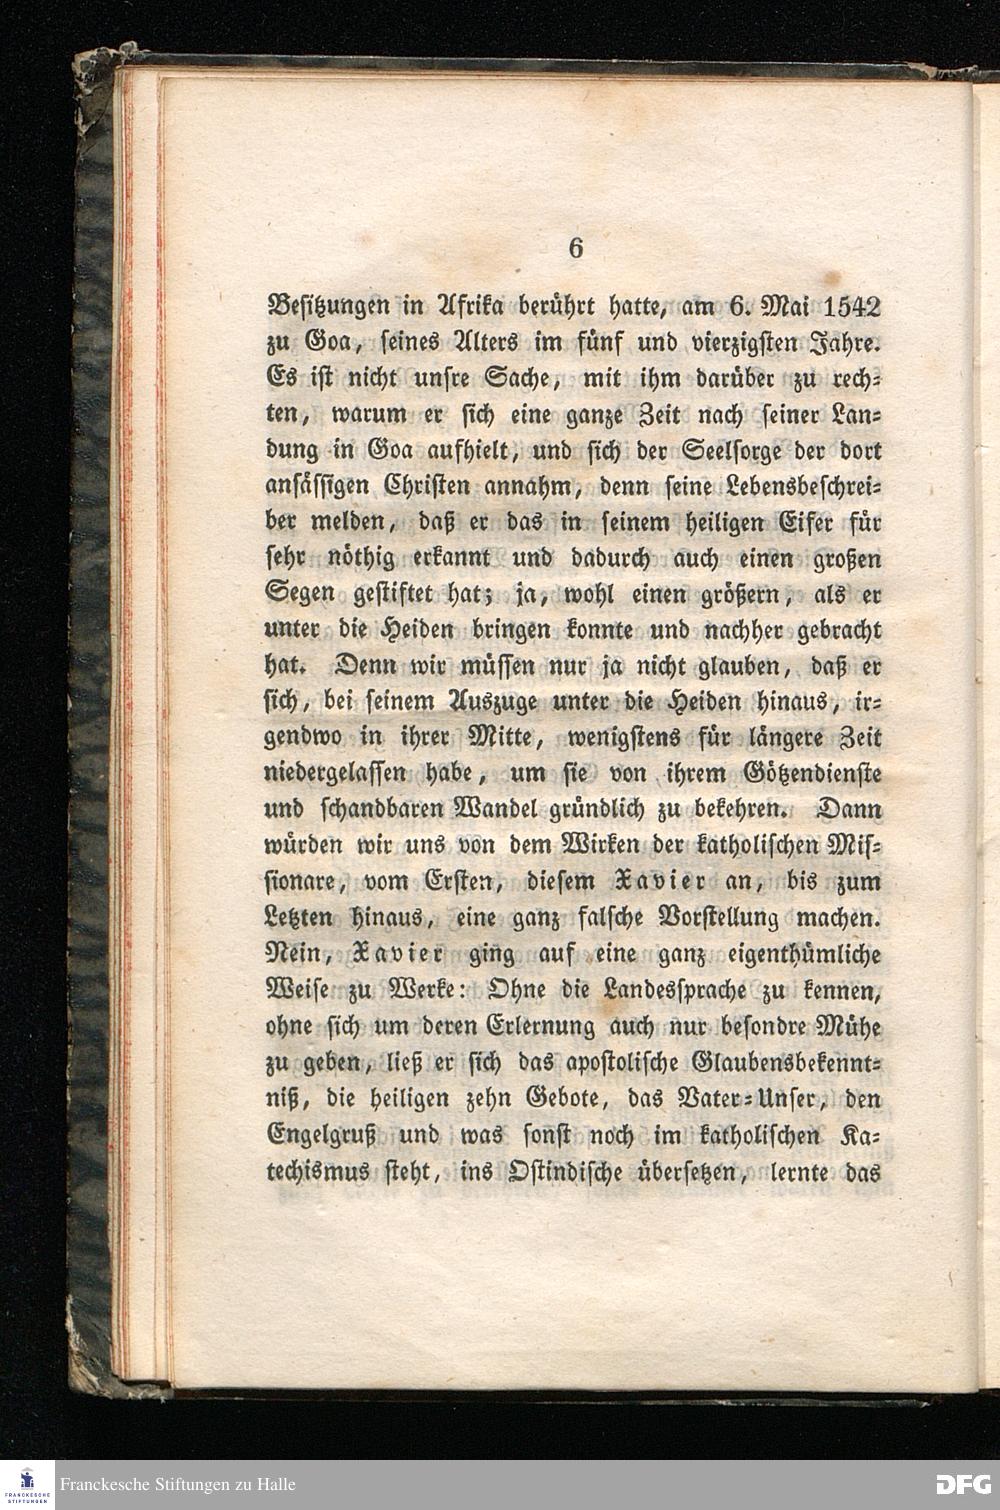 6
Besitzungen in Afrika berührt hatte, am 6. Mai 1542
zu Goa, seines Alters im fünf und vierzigsten Jahre.
Es ist nicht unsre Sache, mit ihm darüber zu rech-
ten, warum er sich eine ganze Zeit nach seiner Lan-
dung in Goa aufhielt, und sich der Seelsorge der dort
ansässigen Christen annahm, denn seine Lebensbeschrei-
ber melden, daß er das in seinem heiligen Eifer für
sehr nöthig erkannt und dadurch auch einen großen
Segen gestiftet hat; ja, wohl einen größern, als er
unter die Heiden bringen konnte und nachher gebracht
hat. Denn wir müssen nur ja nicht glauben, daß er
sich, bei seinem Auszuge unter die Heiden hinaus, ir-
gendwo in ihrer Mitte, wenigstens für längere Zeit
niedergelassen habe, um sie von ihrem Götzendienste
und schandbaren Wandel gründlich zu bekehren. Dann
würden wir uns von dem Wirken der katholischen Mis-
sionare, vom Ersten, diesem Xavier an, bis zum
Letzten hinaus, eine ganz falsche Vorstellung machen.
Nein, Xavier ging auf eine ganz eigenthümliche
Weise zu Werke: Ohne die Landessprache zu kennen,
ohne sich um deren Erlernung auch nur besondre Mühe
zu geben, ließ er sich das apostolische Glaubensbekennt-
niß, die heiligen zehn Gebote, das Vater-Unser, den
Engelgruß und was sonst noch im katholischen Ka-
techismus steht, ins Ostindische übersetzen, lernte das
FRANCKESCHE
STIFTUNGEN
Franckesche Stiftungen zu Halle
DFG